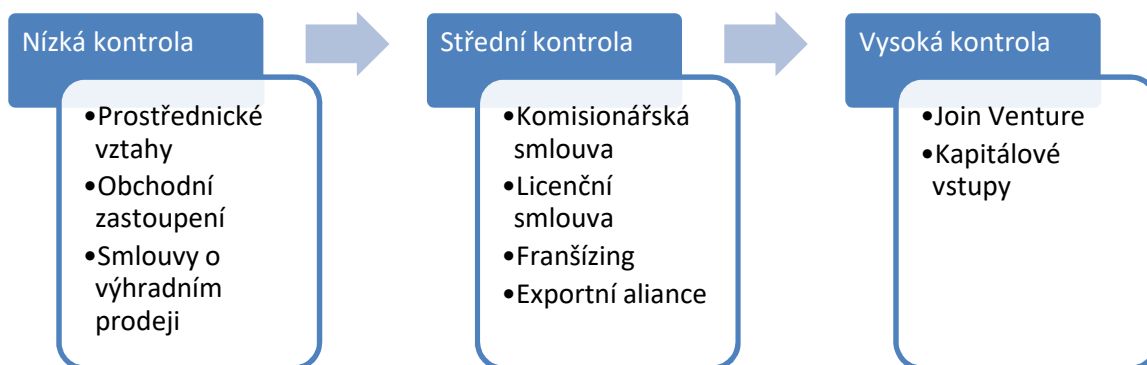 Nízká kontrola
•Prostřednické
vztahy
•Obchodní
zastoupení
•Smlouvy o
výhradním
prodeji
Střední kontrola
•Komisionářská
smlouva
•Licenční
smlouva
•Franšízing
•Exportní aliance
Vysoká kontrola
•Join Venture
•Kapitálové
vstupy